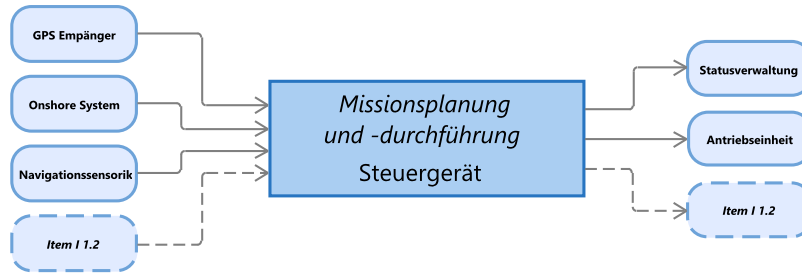 GPS Empänger
Onshore System
Navigationssensorik
Item I 1.2
Missionsplanung
und -durchführung
Steuergerät
Statusverwaltung
Antriebseinheit
Item I 1.2